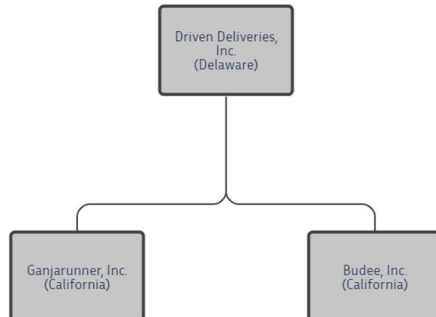 Driven Deliveries,
Inc.
(Delaware)
Ganjarunner, Inc.
(California)
Budee, Inc.
(California)